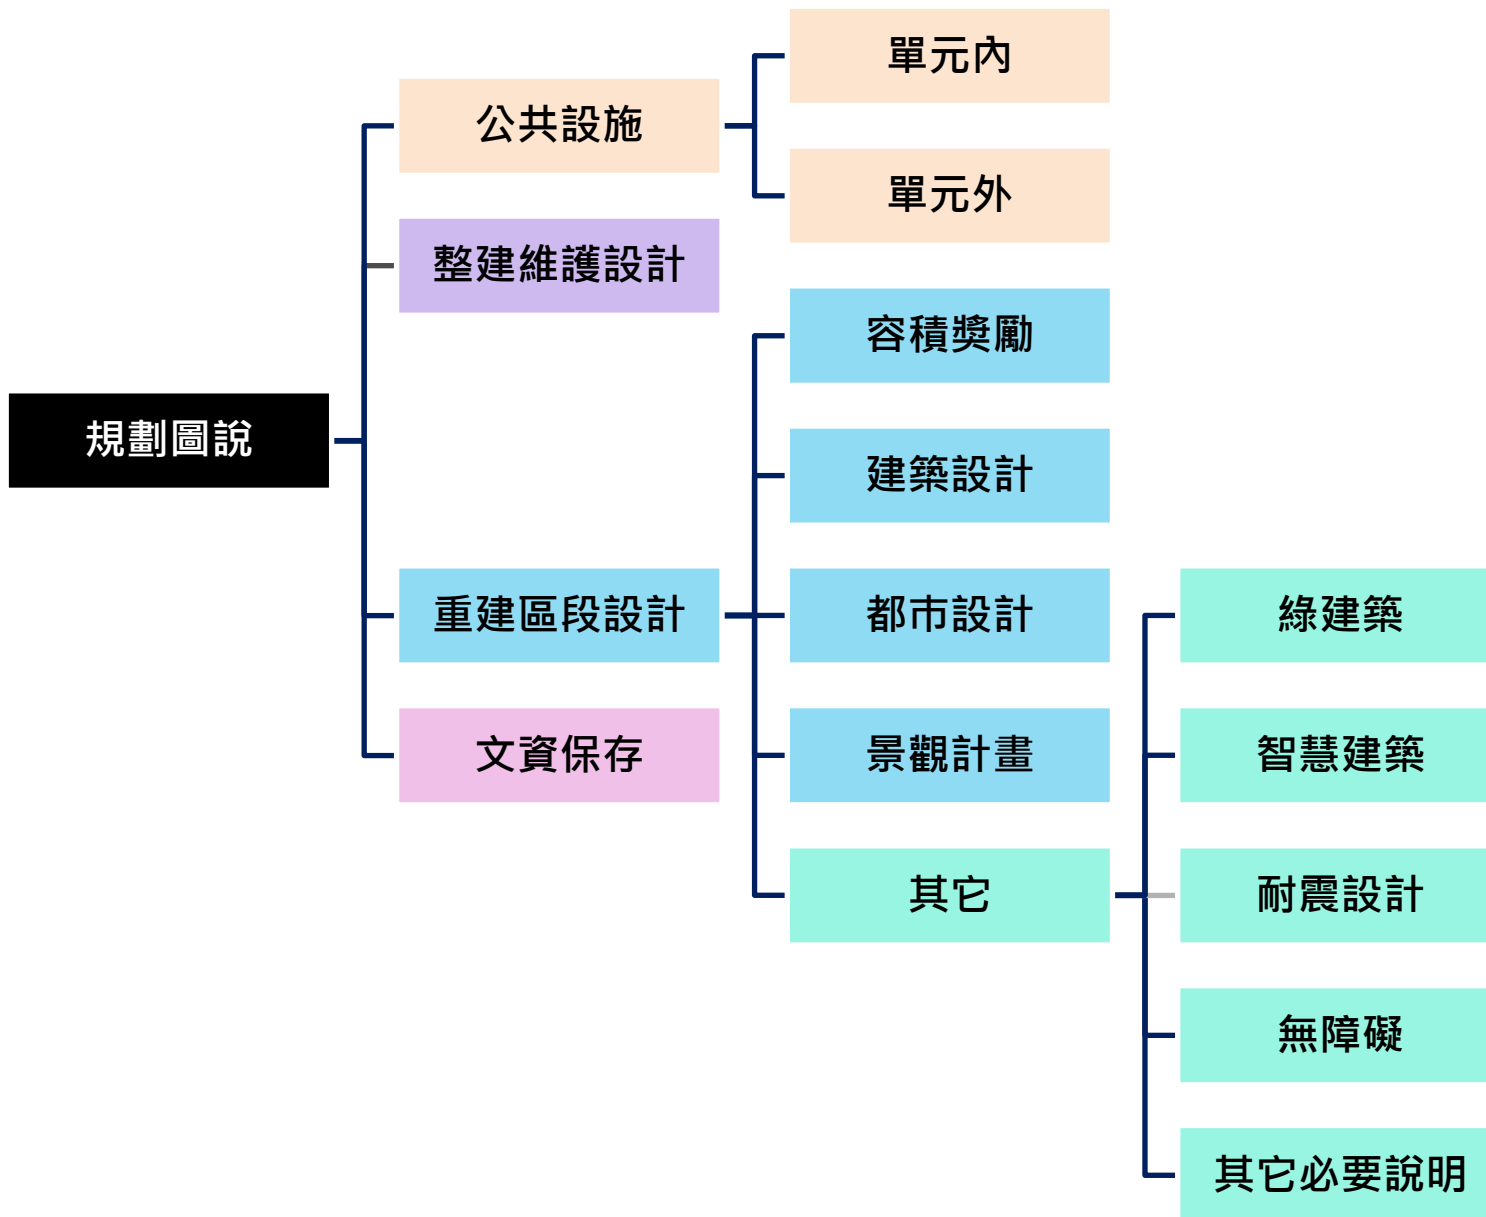 規劃圖說
公共設施
單元內
單元外
整建維護設計
重建區段設計
容積獎勵
建築設計
都市設計
景觀計畫
其它
綠建築
智慧建築
耐震設計
無障礙
其它必要說明
文資保存